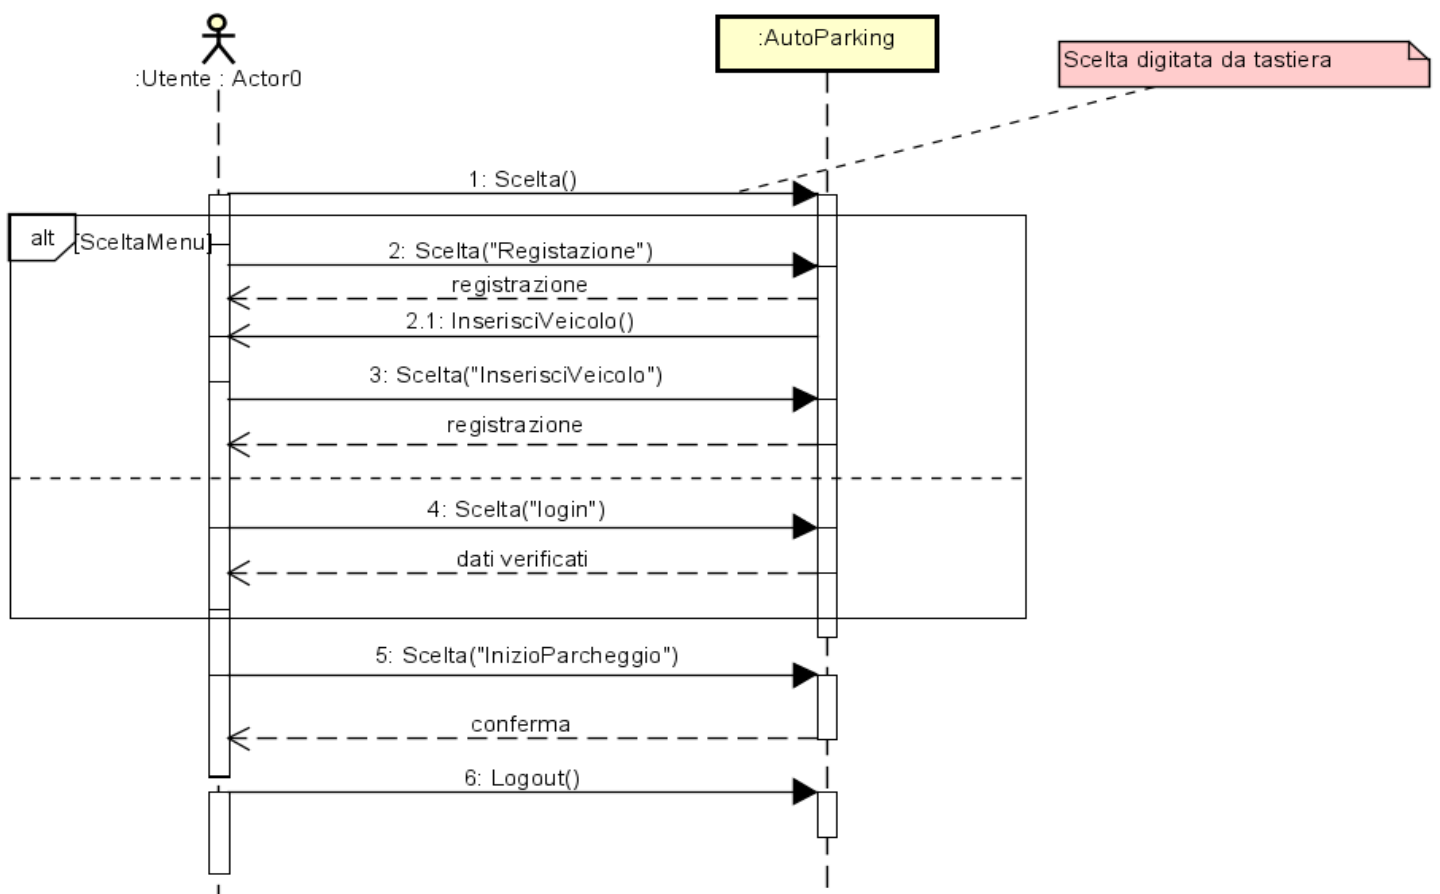 :Utente : Actor0
:AutoParking
Scelta digitata da tastiera
1: Scelta()
alt
[SceltaMenu]
2: Scelta("Registazione")
registrazione
2.1: InserisciVeicolo()
3: Scelta("InserisciVeicolo")
registrazione
4: Scelta("login")
dati verificati
5: Scelta("InizioParcheggio")
conferma
6: Logout()